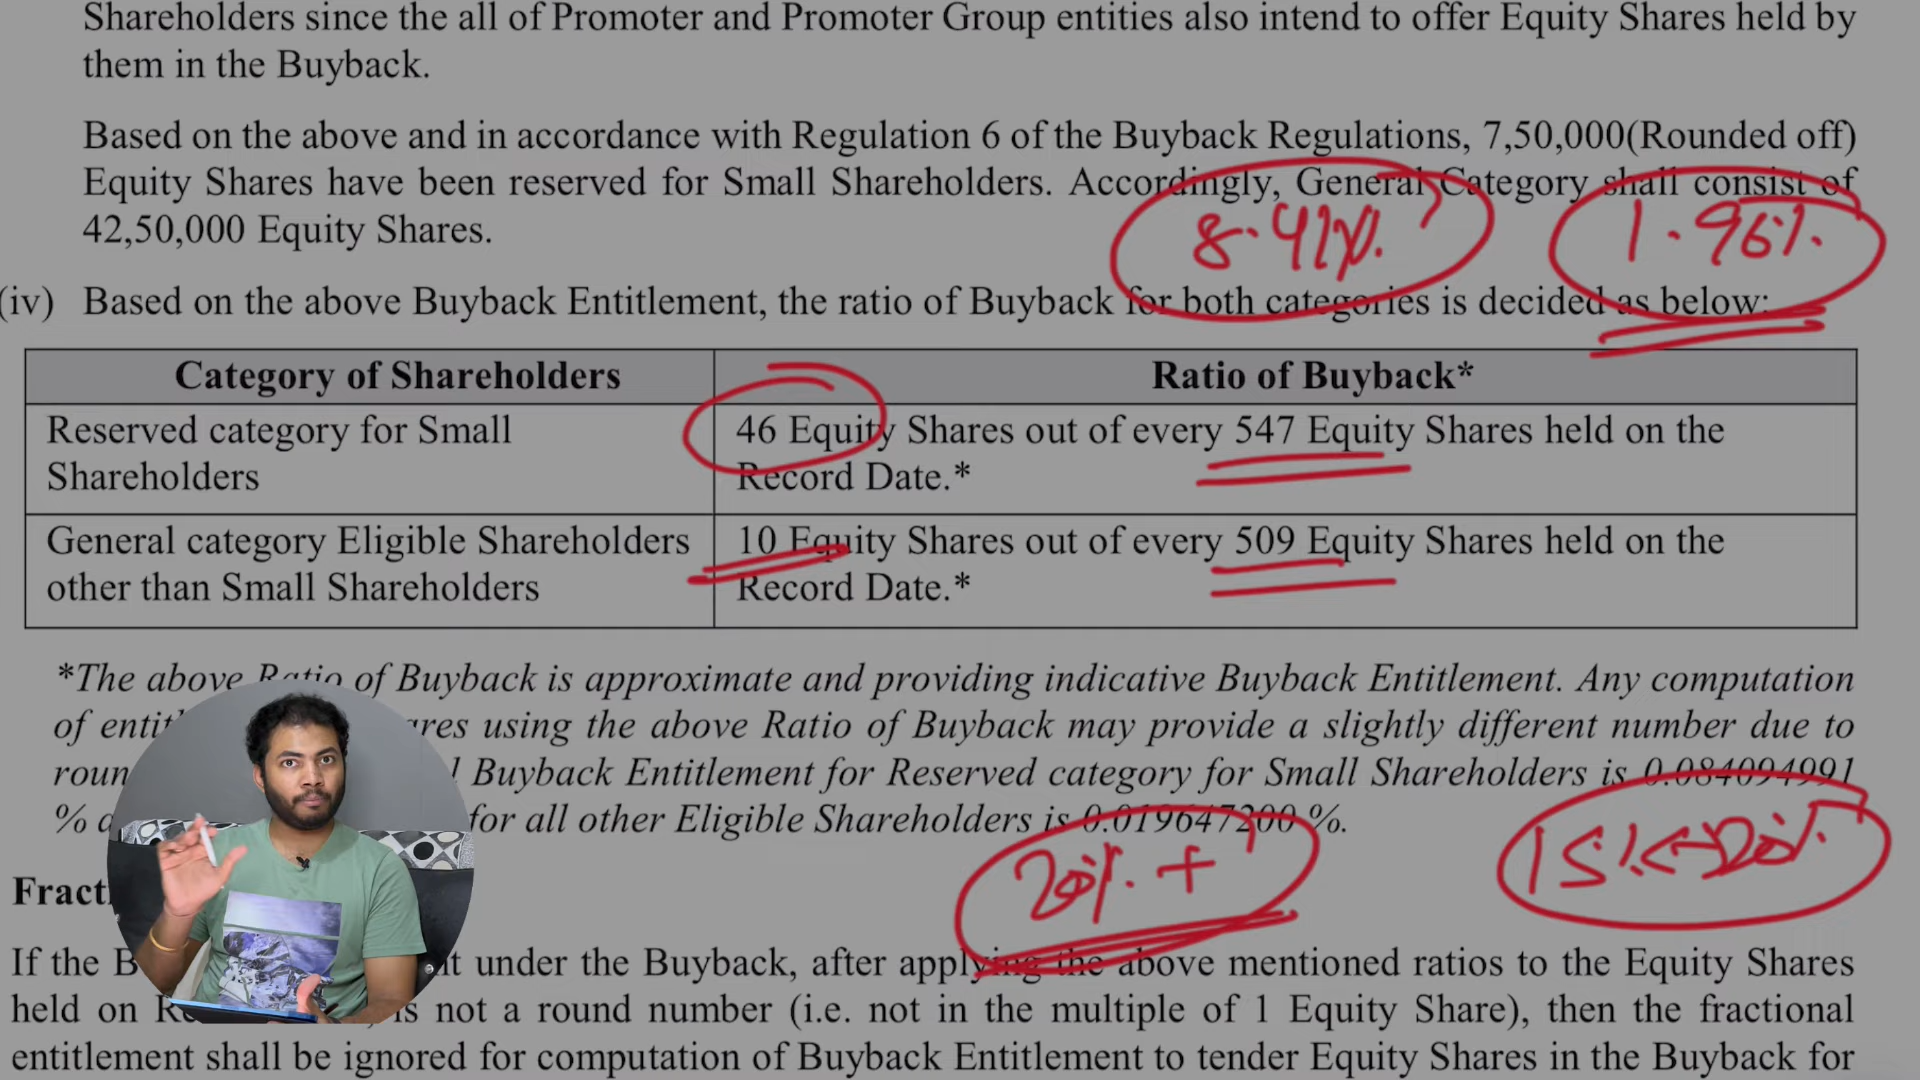 Shareholders since the all of Promoter and Promoter Group entities also intend to offer Equity Shares held by
them in the Buyback.
Based on the above and in accordance with Regulation 6 of the Buyback Regulations, 7,50,000(Rounded off)
Equity Shares have been reserved for Small Shareholders. Accordingly, General Category shall consist of
42,50,000 Equity Shares.
8.41%
1.96%
(iv) Based on the above Buyback Entitlement, the ratio of Buyback for both categories is decided as below:
Category of Shareholders
Ratio of Buyback*
Reserved category for Small
Shareholders
46 Equity Shares out of every 547 Equity Shares held on the
Record Date.*
General category Eligible Shareholders
other than Small Shareholders
10 Equity Shares out of every 509 Equity Shares held on the
Record Date.*
*The above Ratio of Buyback is approximate and providing indicative Buyback Entitlement. Any computation
of using the above Ratio of Buyback may provide a slightly different number due to
Buyback Entitlement for Reserved category for Small Shareholders is 0.084094991
% for all other Eligible Shareholders is 0.019647200 %.
20% +
If the under the Buyback, after applying the above mentioned ratios to the Equity Shares
held on is not a round number (i.e. not in the multiple of 1 Equity Share), then the fractional
entitlement shall be ignored for computation of Buyback Entitlement to tender Equity Shares in the Buyback for